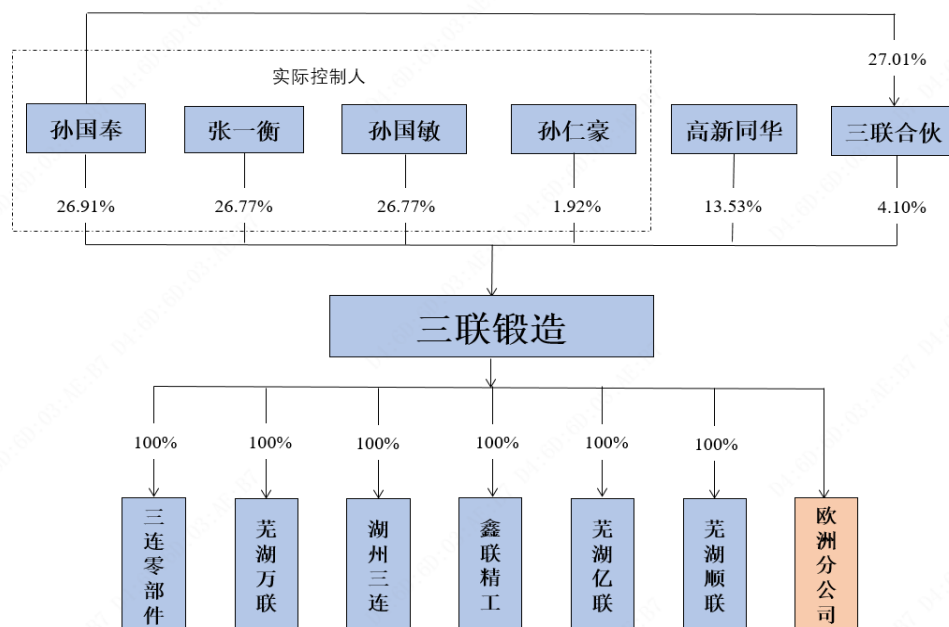 27.01%
实际控制人
孙国奉
张一衡
孙国敏
孙仁豪
高新同华
三联合伙
26.91%
26.77%
26.77%
1.92%
13.53%
4.10%
三联锻造
100%
100%
100%
100%
100%
100%
三连零部件
芜湖万联
湖州三连
鑫联精工
芜湖亿联
芜湖顺联
欧洲分公司